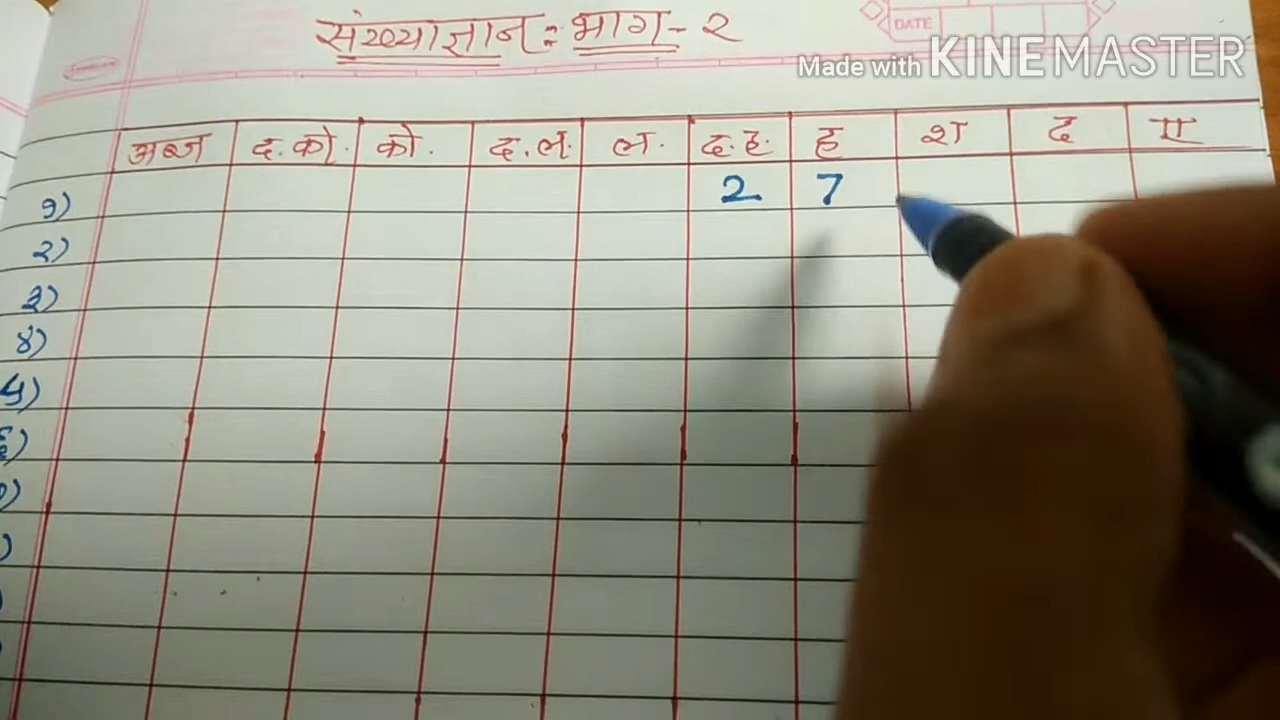 संख्याज्ञान : भाग - २
DATE
Made with KINEMASTER
अब्ज द.को. को. द.ल. ल. द.ह. ह श द ए
१) 2 7
२)
३)
४)
५)
६)